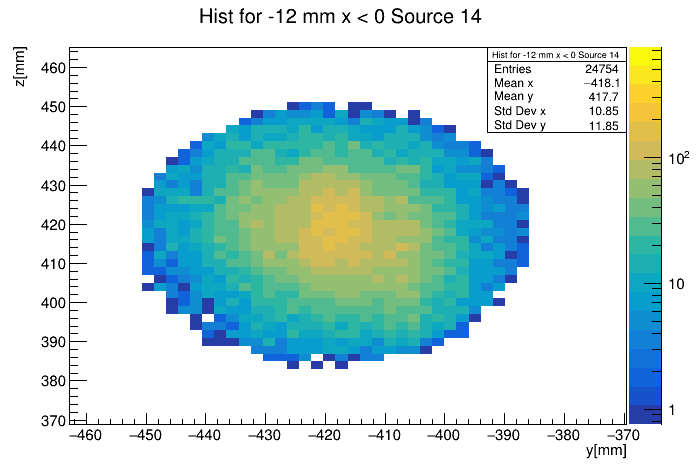 Hist for -12 mm x < 0 Source 14
z[mm]
Hist for -12 mm x < 0 Source 14
Entries 24754
Mean x −418.1
Mean y 417.7
Std Dev x 10.85
Std Dev y 11.85
460
450
440
430
420
410
400
390
380
370
10²
10
1
−460 −450 −440 −430 −420 −410 −400 −390 −380 −370
y[mm]